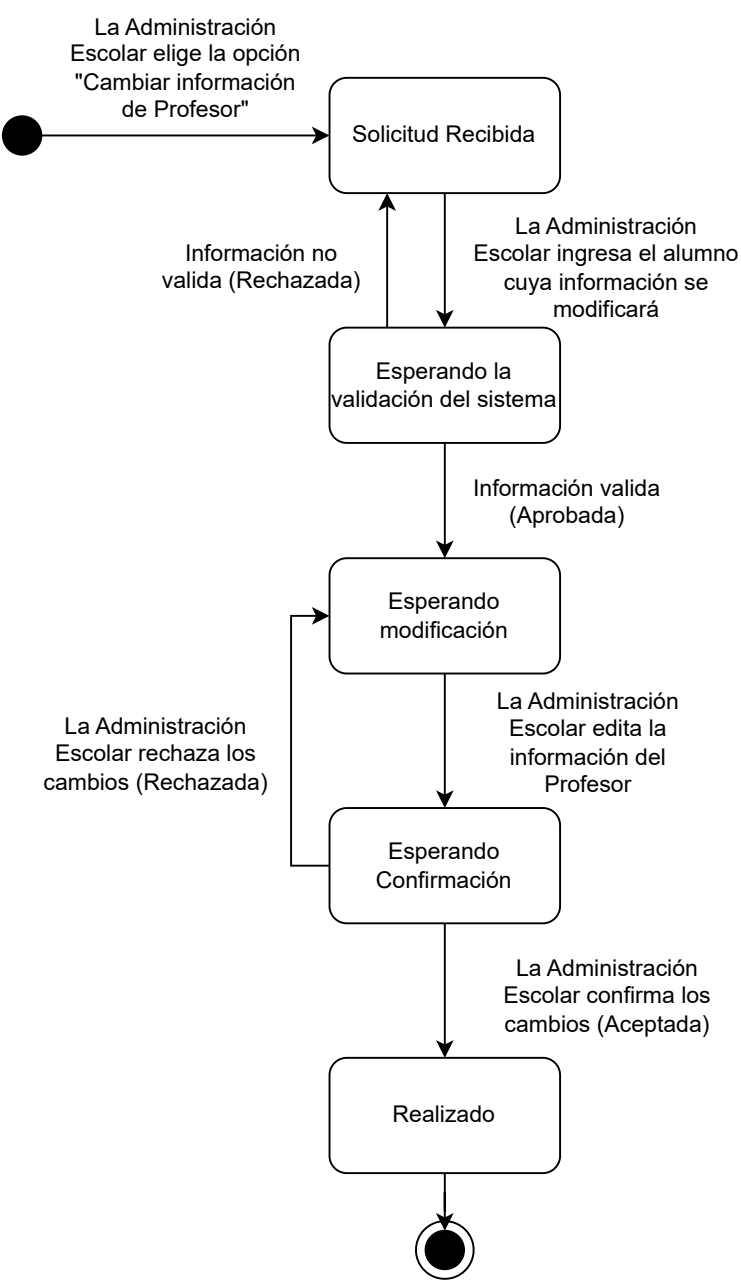 La Administración
Escolar elige la opción
"Cambiar información
de Profesor"
Solicitud Recibida
Información no
valida (Rechazada)
La Administración
Escolar ingresa el alumno
cuya información se
modificará
Esperando la
validación del sistema
Información valida
(Aprobada)
Esperando
modificación
La Administración
Escolar rechaza los
cambios (Rechazada)
La Administración
Escolar edita la
información del
Profesor
Esperando
Confirmación
La Administración
Escolar confirma los
cambios (Aceptada)
Realizado